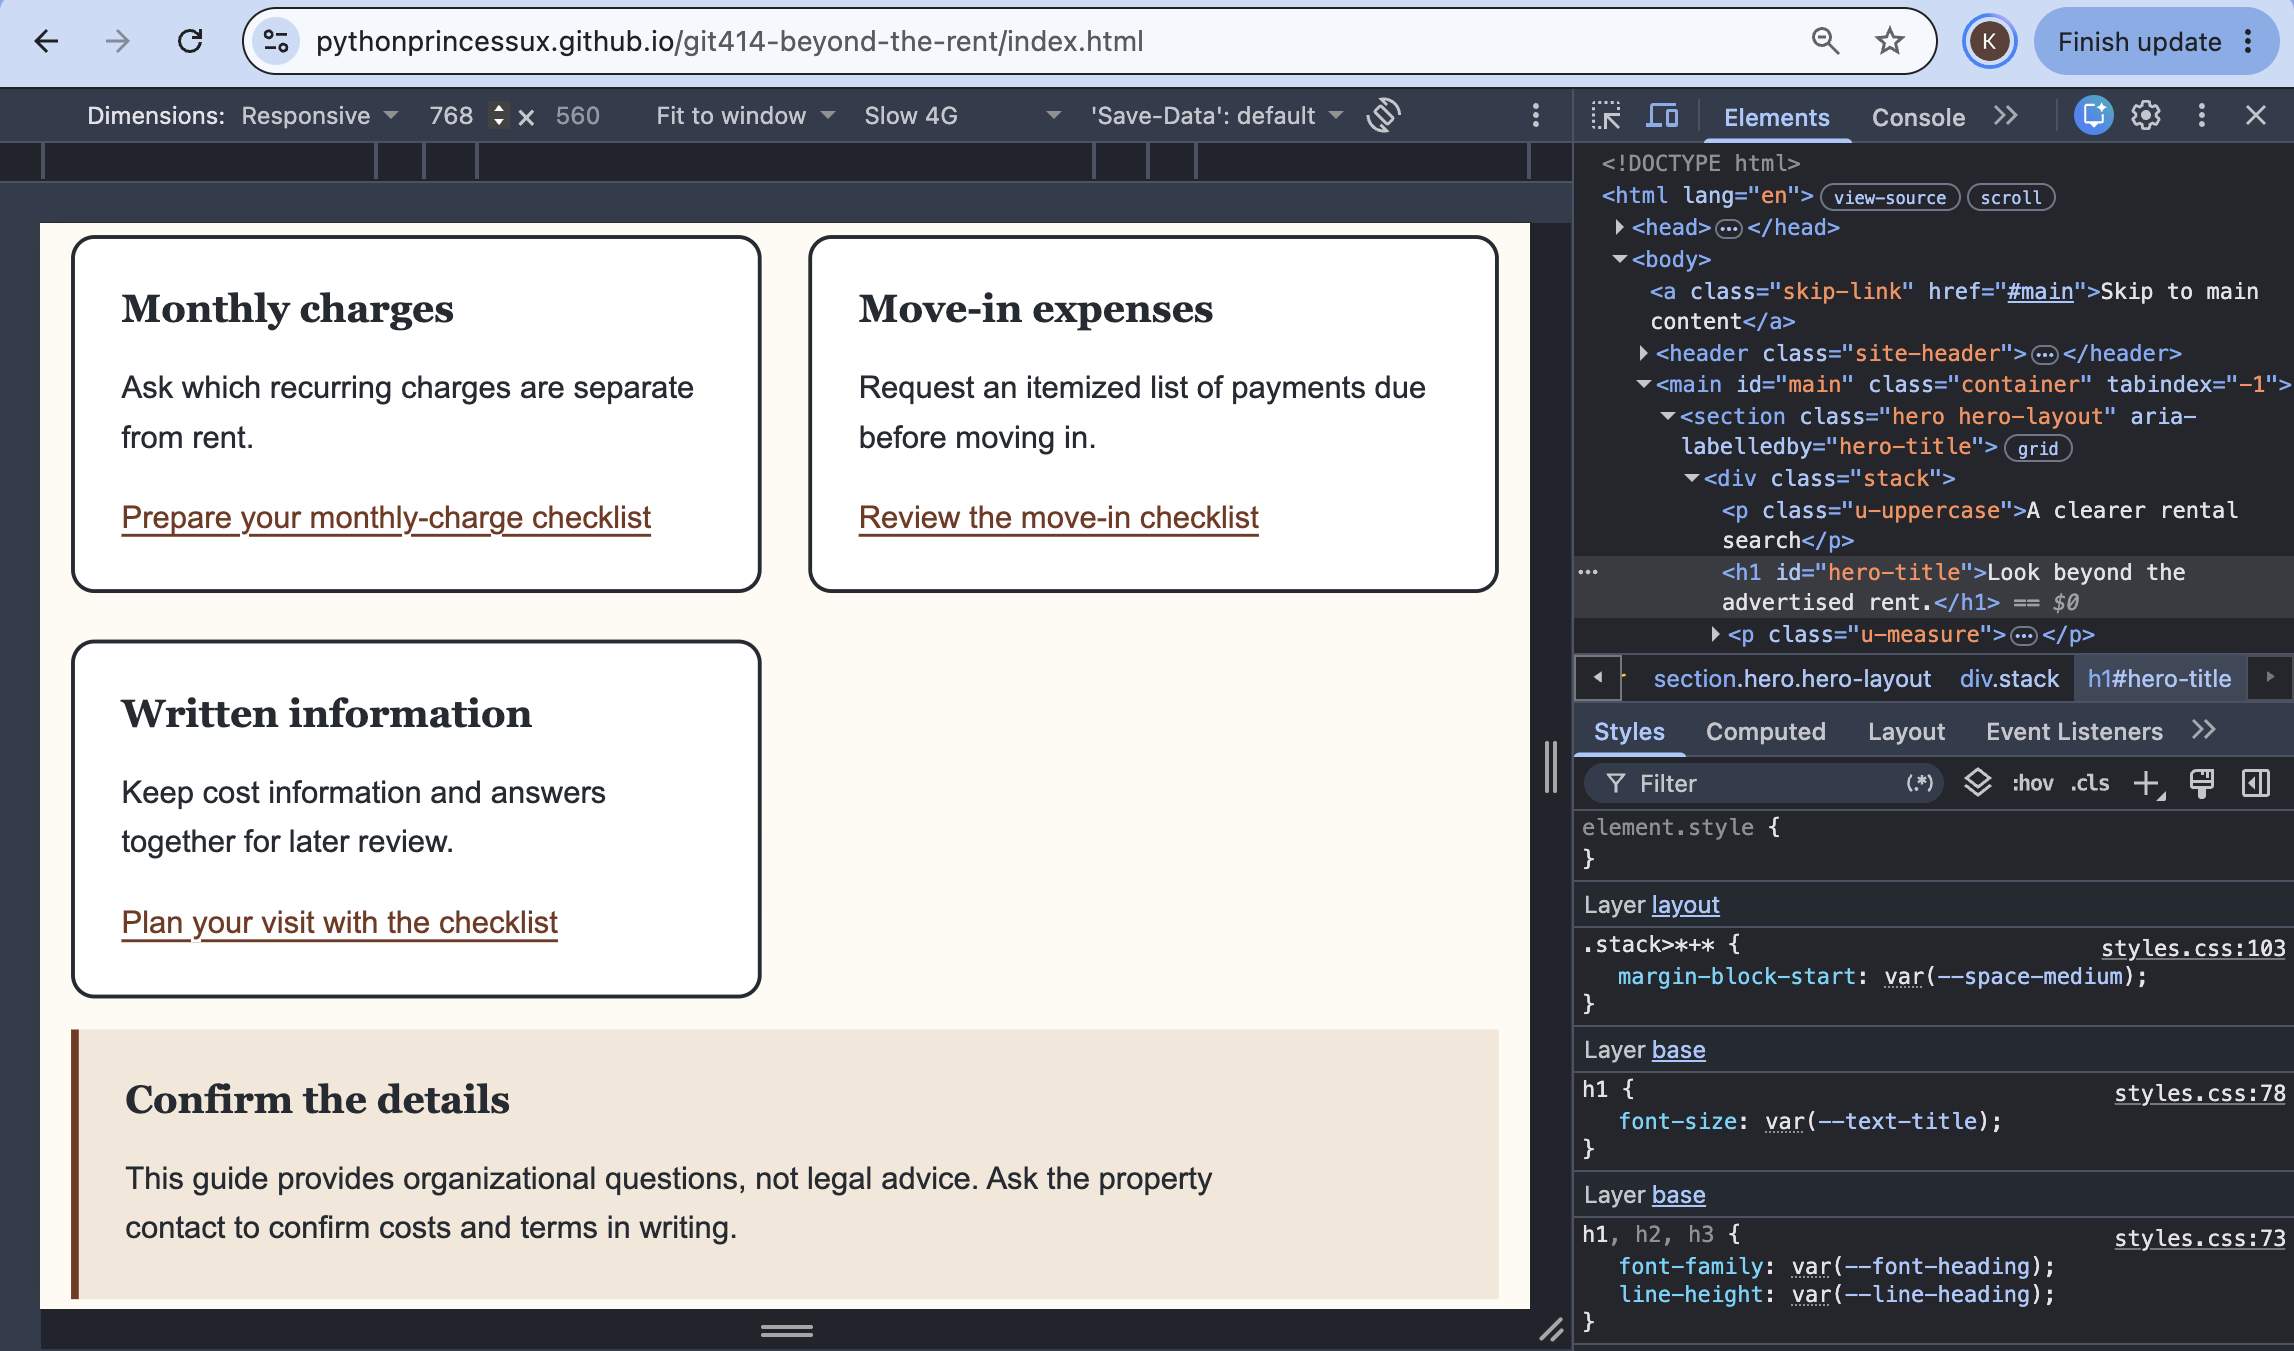 pythonprincessux.github.io/git414-beyond-the-rent/index.html
K
Finish update
Dimensions: Responsive 768 x 560 Fit to window Slow 4G 'Save-Data': default
Elements Console
Monthly charges
Ask which recurring charges are separate
from rent.
Prepare your monthly-charge checklist
Move-in expenses
Request an itemized list of payments due
before moving in.
Review the move-in checklist
Written information
Keep cost information and answers
together for later review.
Plan your visit with the checklist
Confirm the details
This guide provides organizational questions, not legal advice. Ask the property
contact to confirm costs and terms in writing.
<!DOCTYPE html>
<html lang="en"> view-source scroll
<head>…</head>
<body>
<a class="skip-link" href="#main">Skip to main
content</a>
<header class="site-header">…</header>
<main id="main" class="container" tabindex="-1">
<section class="hero hero-layout" aria-
labelledby="hero-title"> grid
<div class="stack">
<p class="u-uppercase">A clearer rental
search</p>
… <h1 id="hero-title">Look beyond the
advertised rent.</h1> == $0
<p class="u-measure">…</p>
section.hero.hero-layout div.stack h1#hero-title
Styles Computed Layout Event Listeners
Filter (.*) :hov .cls
element.style {
}
Layer layout
.stack>*+* { styles.css:103
margin-block-start: var(--space-medium);
}
Layer base
h1 { styles.css:78
font-size: var(--text-title);
}
Layer base
h1, h2, h3 { styles.css:73
font-family: var(--font-heading);
line-height: var(--line-heading);
}